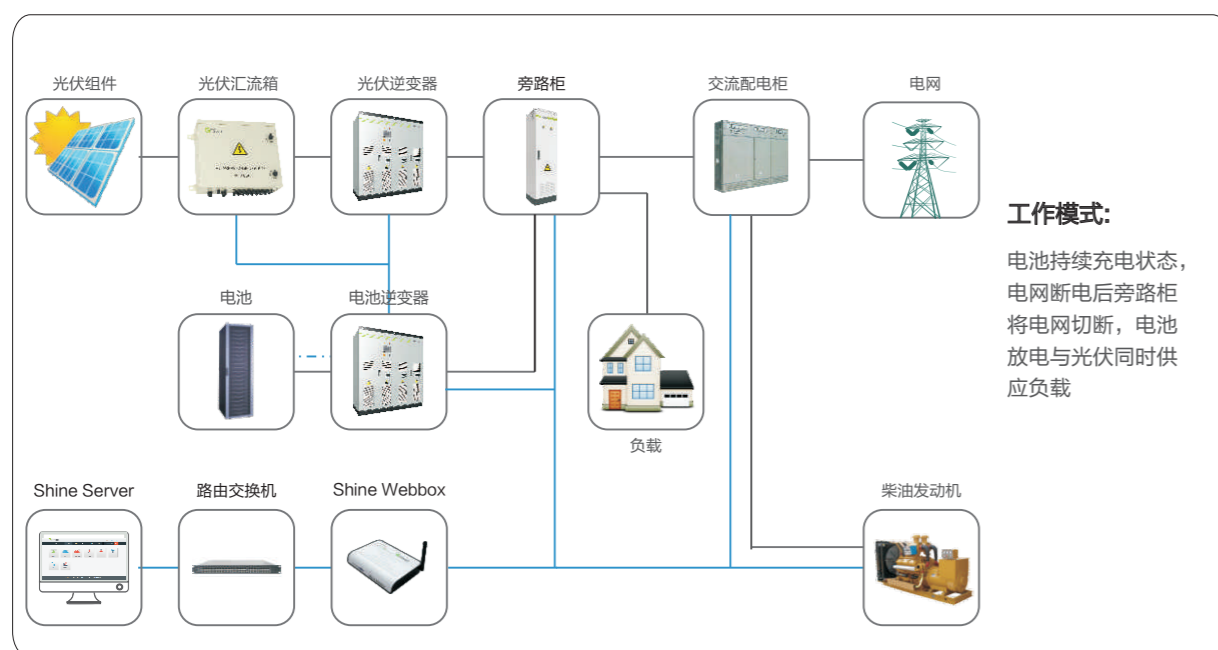 光伏组件
光伏汇流箱
光伏逆变器
旁路柜
交流配电柜
电网
工作模式:
电池持续充电状态，
电网断电后旁路柜
将电网切断，电池
放电与光伏同时供
应负载
电池
电池逆变器
负载
Shine Server
路由交换机
Shine Webbox
柴油发动机